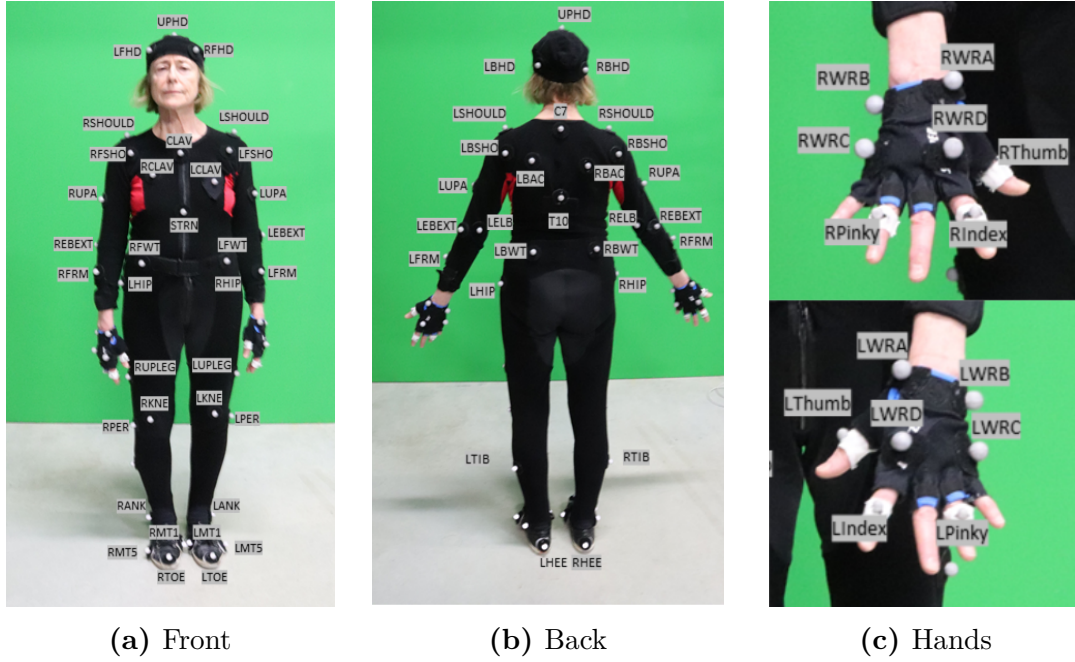 UPHD
LFHD RFHD
RSHOULD LSHOULD
CLAV
RFSHO LFSHO
RCLAV LCLAV
RUPA LUPA
STRN
REBEXT LEBEXT
RFWT LFWT
RFRM LFRM
LHIP RHIP
RUPLEG LUPLEG
RKNE LKNE
RPER LPER
RANK LANK
RMT1 LMT1
RMT5 LMT5
RTOE LTOE
(a) Front
UPHD
LBHD RBHD
C7
LSHOULD RSHOULD
LBSHO RBSHO
LBAC RBAC
LUPA RUPA
LEBEXT LELB T10 RELB REBEXT
LFRM LBWT RBWT RFRM
LHIP RHIP
LTIB RTIB
LHEE RHEE
(b) Back
RWRA
RWRB
RWRD
RWRC
RThumb
RPinky RIndex
LWRA
LWRB
LThumb
LWRD
LWRC
LIndex LPinky
(c) Hands